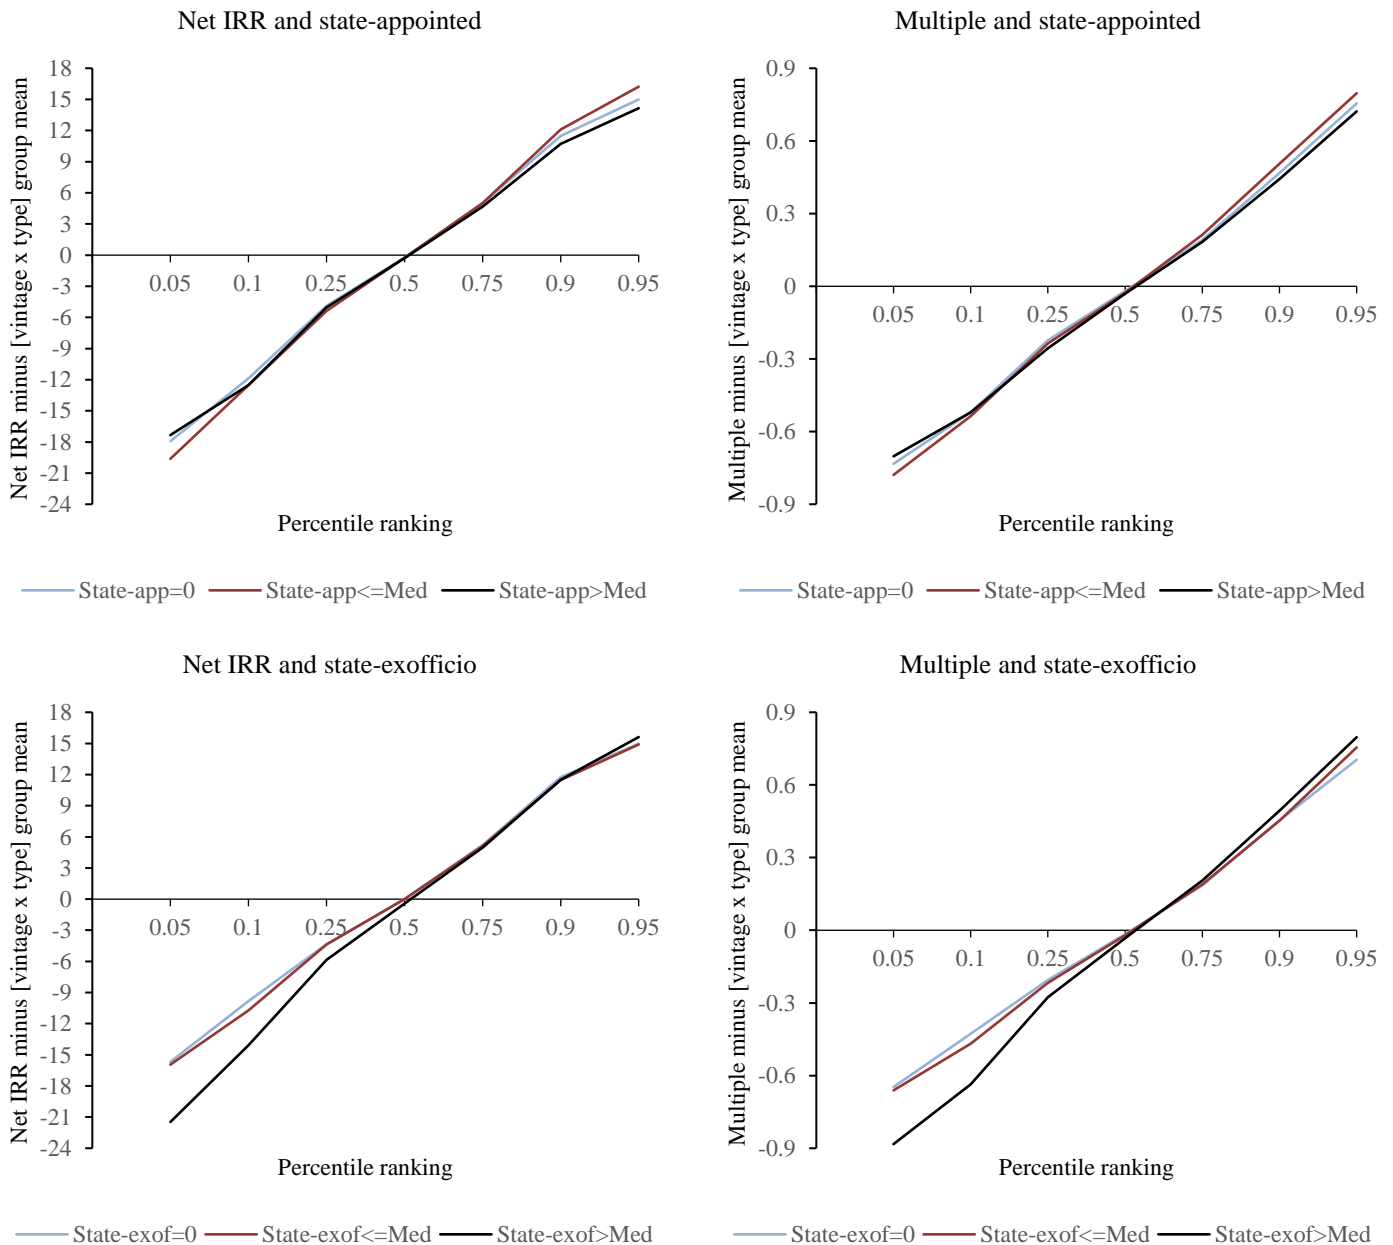 Net IRR and state-appointed
Net IRR minus [vintage x type] group mean
18
15
12
9
6
3
0
-3
-6
-9
-12
-15
-18
-21
-24
0.05 0.1 0.25 0.5 0.75 0.9 0.95
Percentile ranking
State-app=0 State-app<=Med State-app>Med
Multiple and state-appointed
Multiple minus [vintage x type] group mean
0.9
0.6
0.3
0
-0.3
-0.6
-0.9
0.05 0.1 0.25 0.5 0.75 0.9 0.95
Percentile ranking
State-app=0 State-app<=Med State-app>Med
Net IRR and state-exofficio
Net IRR minus [vintage x type] group mean
18
15
12
9
6
3
0
-3
-6
-9
-12
-15
-18
-21
-24
0.05 0.1 0.25 0.5 0.75 0.9 0.95
Percentile ranking
State-exof=0 State-exof<=Med State-exof>Med
Multiple and state-exofficio
Multiple minus [vintage x type] group mean
0.9
0.6
0.3
0
-0.3
-0.6
-0.9
0.05 0.1 0.25 0.5 0.75 0.9 0.95
Percentile ranking
State-exof=0 State-exof<=Med State-exof>Med